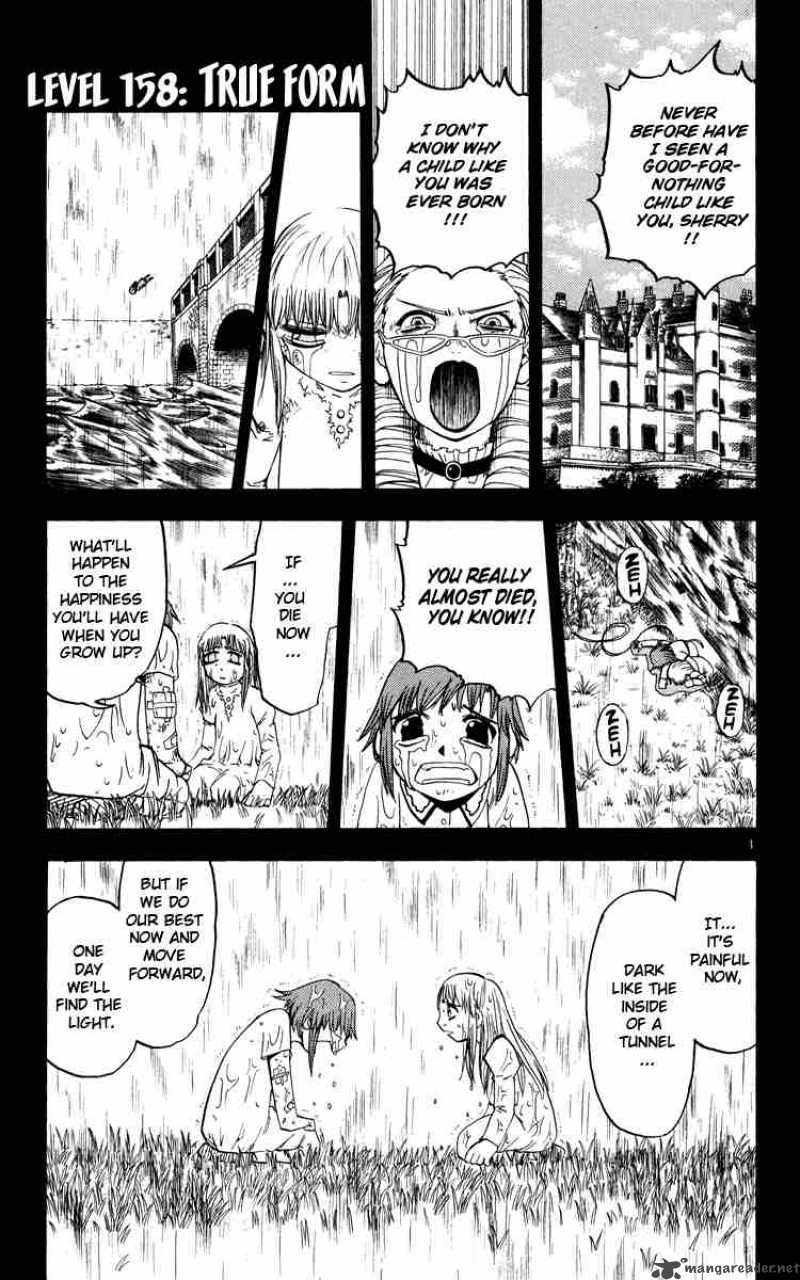 LEVEL 158: TRUE FORM
NEVER
BEFORE HAVE
I SEEN A
GOOD-FOR-
NOTHING
CHILD LIKE
YOU, SHERRY
!!
I DON'T
KNOW WHY
A CHILD LIKE
YOU WAS
EVER BORN
!!!
ZEH
ZEH
ZEH
YOU REALLY
ALMOST DIED,
YOU KNOW!!
IF
...
YOU
DIE
NOW
...
WHAT'LL
HAPPEN
TO THE
HAPPINESS
YOU'LL HAVE
WHEN YOU
GROW UP?
1
IT...
IT'S
PAINFUL
NOW,
DARK
LIKE THE
INSIDE
OF A
TUNNEL
...
BUT IF
WE DO
OUR BEST
NOW AND
MOVE
FORWARD,
ONE
DAY WE'LL
FIND THE
LIGHT.
mangareader.net